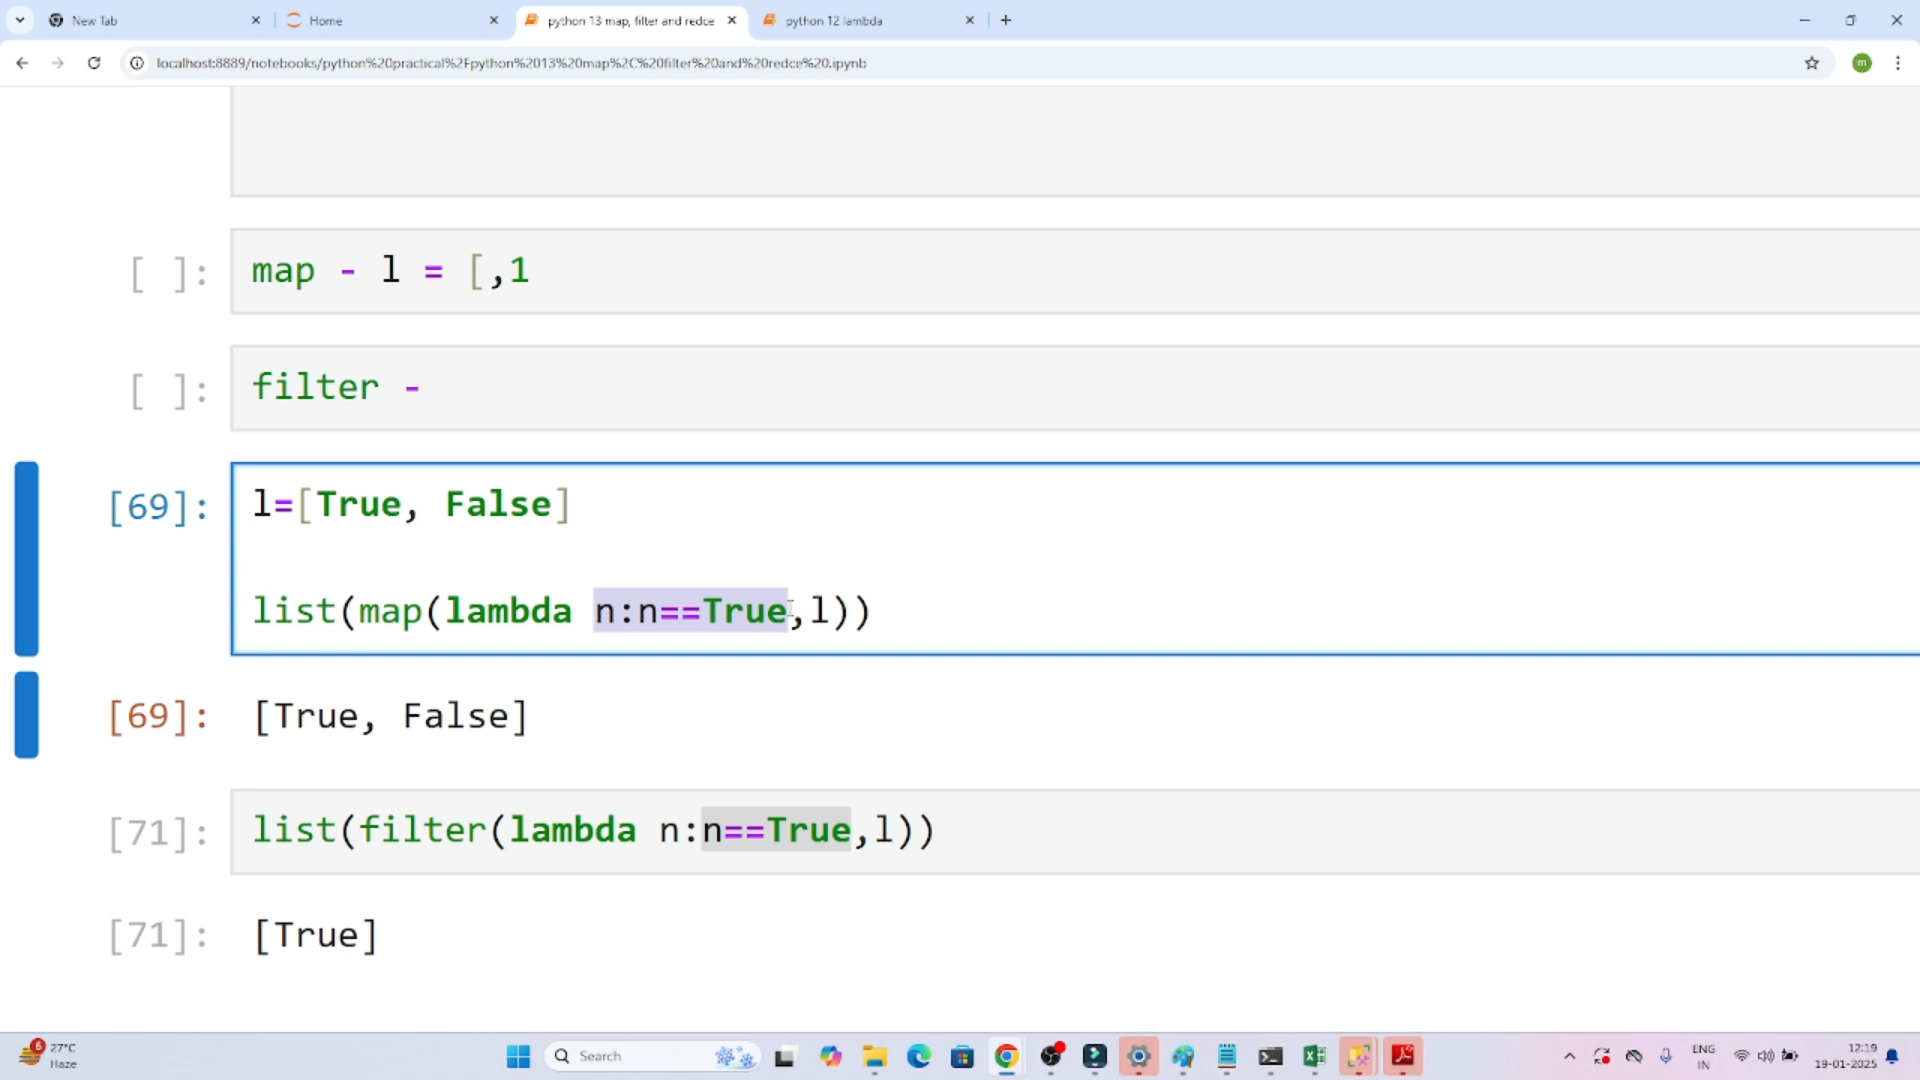 New Tab
Home
python 13 map, filter and redce
python 12 lambda
localhost:8889/notebooks/python%20practical%2Fpython%2013%20map%2C%20filter%20and%20redce%20.ipynb
m
[ ]: map - l = [,1
[ ]: filter -
[69]: l=[True, False]
list(map(lambda n:n==True,l))
[69]: [True, False]
[71]: list(filter(lambda n:n==True,l))
[71]: [True]
6
27°C
Haze
Search
ENG
IN
12:19
19-01-2025